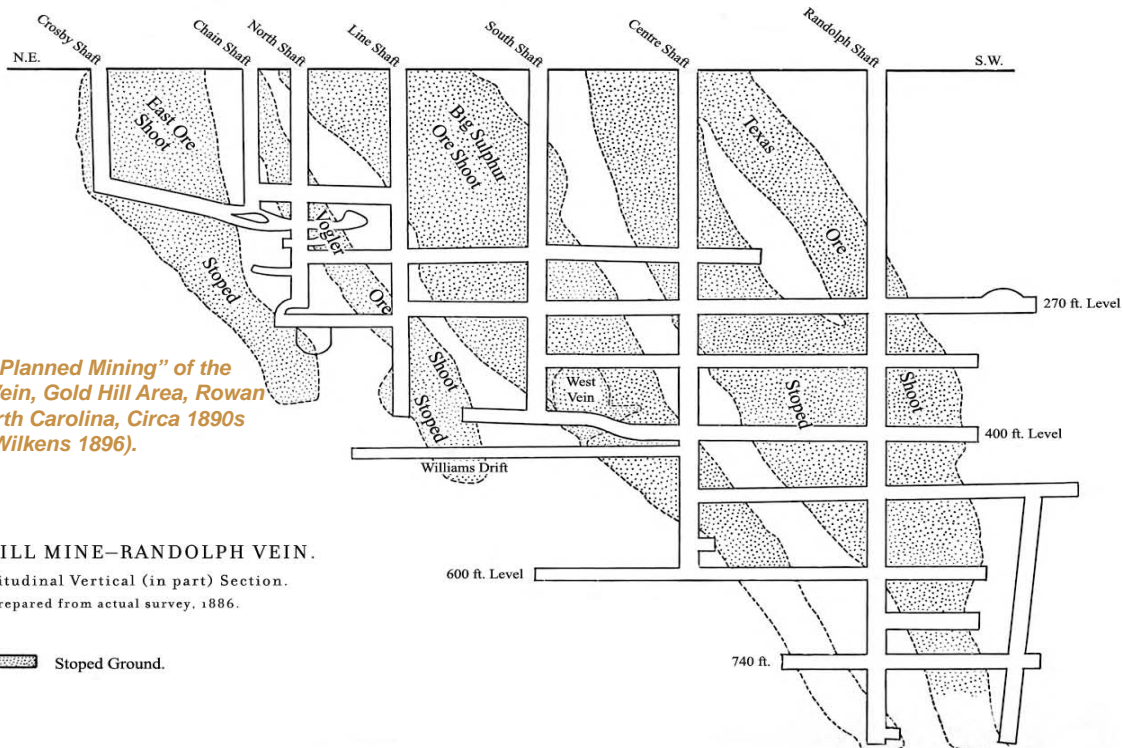 Crosby Shaft
Chain Shaft
North Shaft
Line Shaft
South Shaft
Centre Shaft
Randolph Shaft
N.E.
S.W.
East Ore
Shoot
Big Sulphur
Ore Shoot
Texas
Ore
Shoot
Stoped
Vogler
Ore
Shoot
Stoped
Stoped
270 ft. Level
West
Vein
400 ft. Level
Williams Drift
600 ft. Level
740 ft.
Planned Mining” of the
ein, Gold Hill Area, Rowan
rth Carolina, Circa 1890s
Wilkens 1896).
ILL MINE–RANDOLPH VEIN.
itudinal Vertical (in part) Section.
repared from actual survey, 1886.
Stoped Ground.